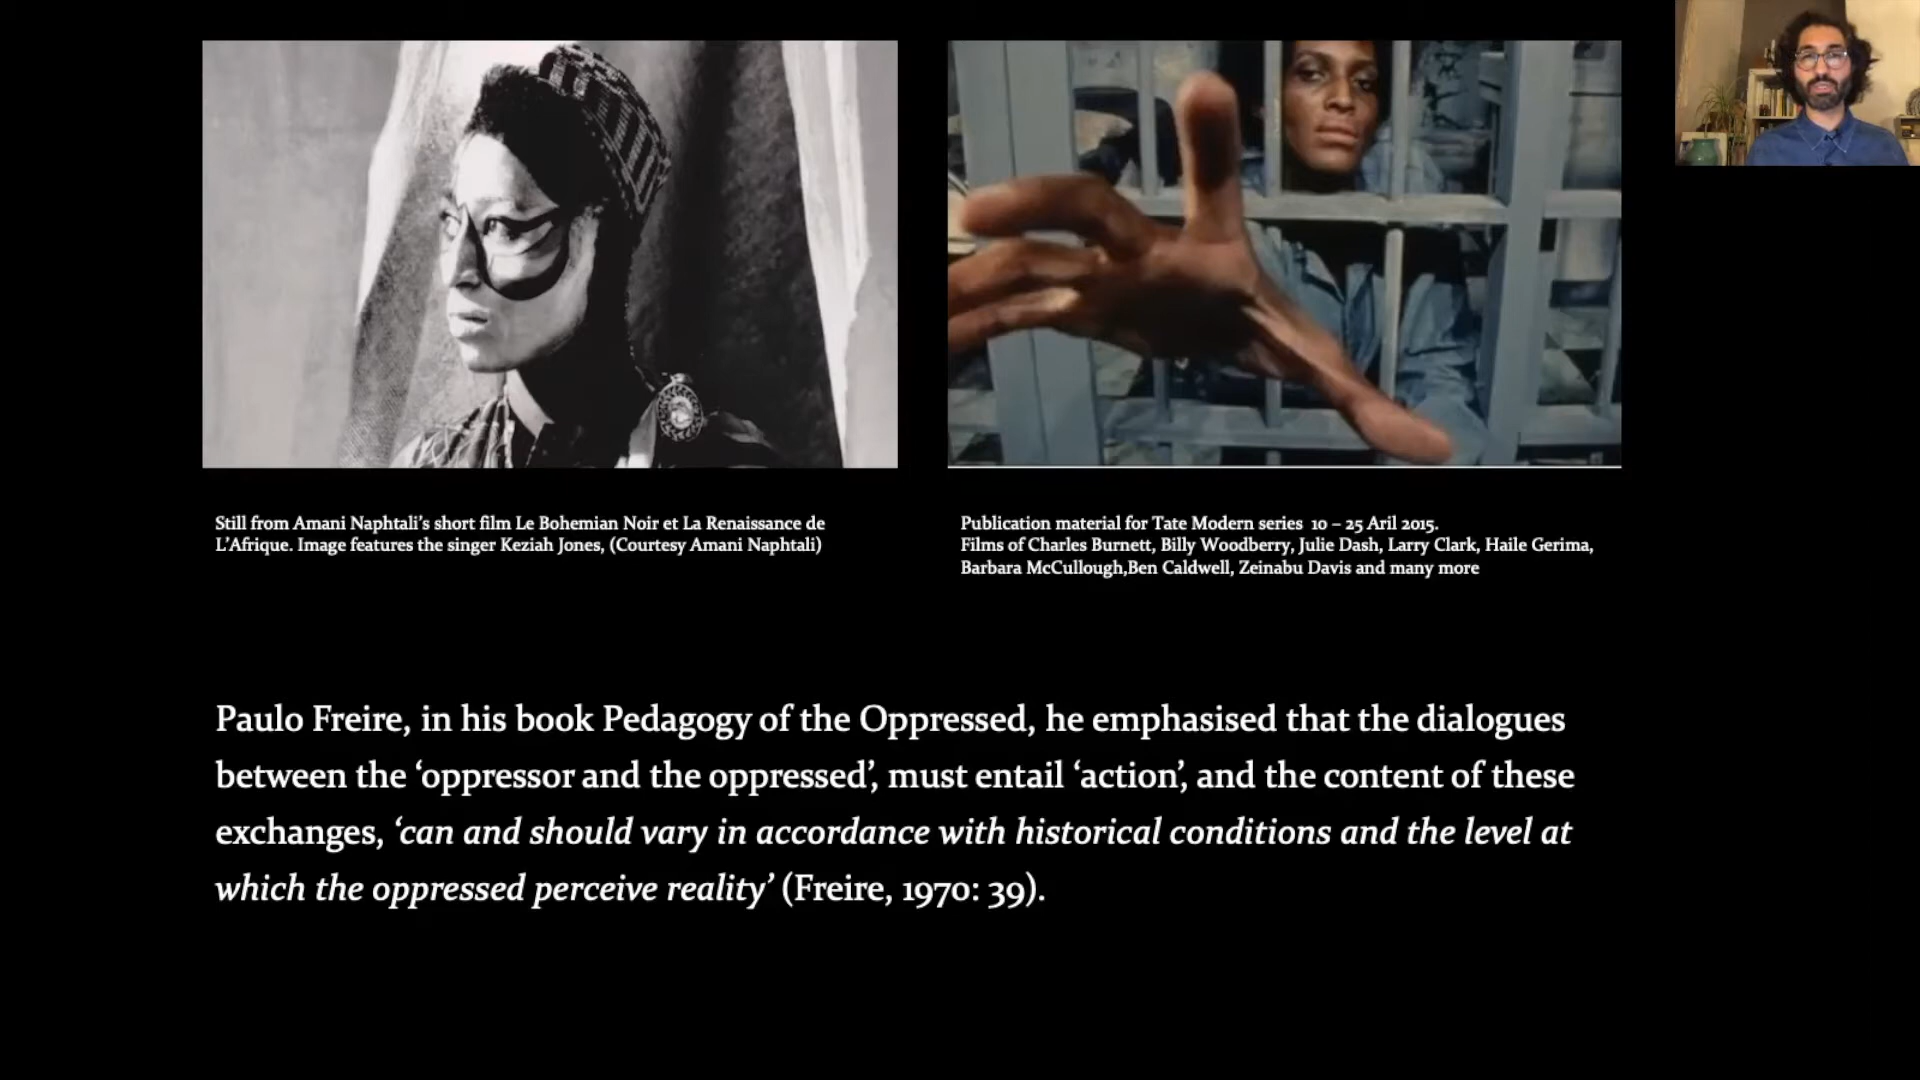 Still from Amani Naphtali’s short film Le Bohemian Noir et La Renaissance de
L’Afrique. Image features the singer Keziah Jones, (Courtesy Amani Naphtali)
Publication material for Tate Modern series 10 – 25 Aril 2015.
Films of Charles Burnett, Billy Woodberry, Julie Dash, Larry Clark, Haile Gerima,
Barbara McCullough,Ben Caldwell, Zeinabu Davis and many more
Paulo Freire, in his book Pedagogy of the Oppressed, he emphasised that the dialogues
between the ‘oppressor and the oppressed’, must entail ‘action’, and the content of these
exchanges, ‘can and should vary in accordance with historical conditions and the level at
which the oppressed perceive reality’ (Freire, 1970: 39).